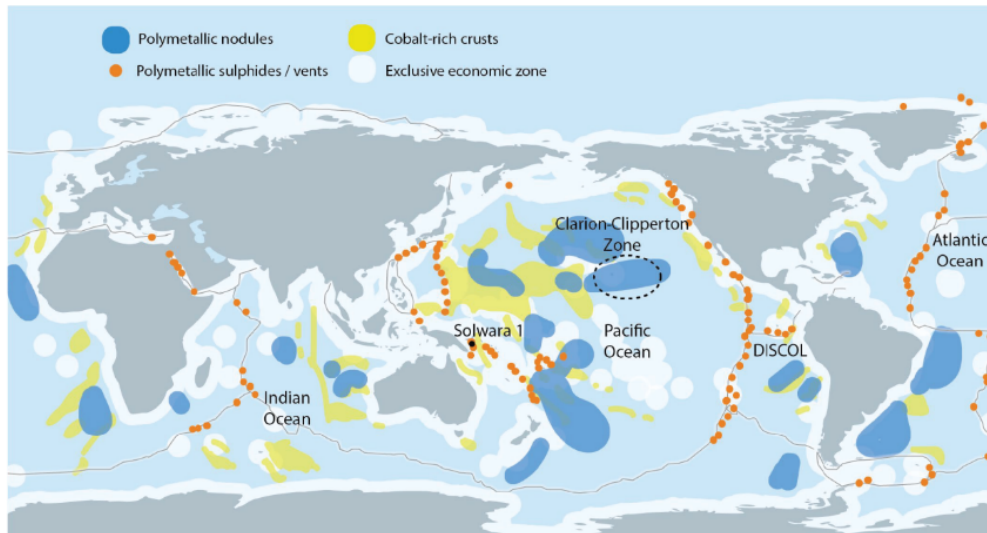 Polymetallic nodules
Cobalt-rich crusts
Polymetallic sulphides / vents
Exclusive economic zone
Clarion-Clipperton
Zone
Atlantic
Ocean
Solwara 1
Pacific
Ocean
DISCOL
Indian
Ocean